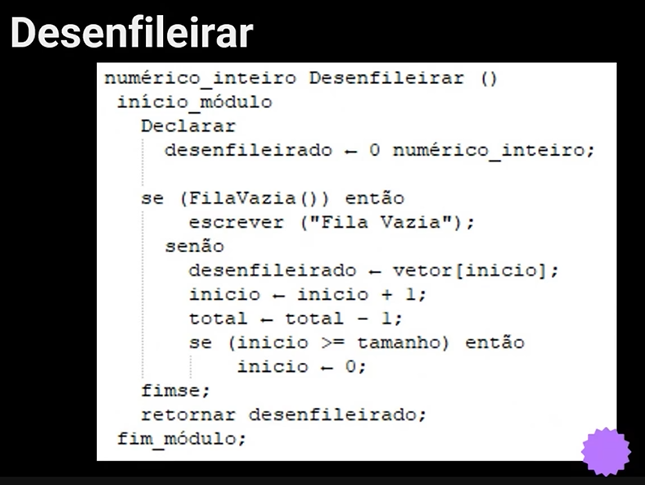 Desenfileirar
numérico_inteiro Desenfileirar ()
início_módulo
Declarar
desenfileirado ← 0 numérico_inteiro;
se (FilaVazia()) então
escrever ("Fila Vazia");
senão
desenfileirado ← vetor[inicio];
inicio ← inicio + 1;
total ← total - 1;
se (inicio >= tamanho) então
inicio ← 0;
fimse;
retornar desenfileirado;
fim_módulo;